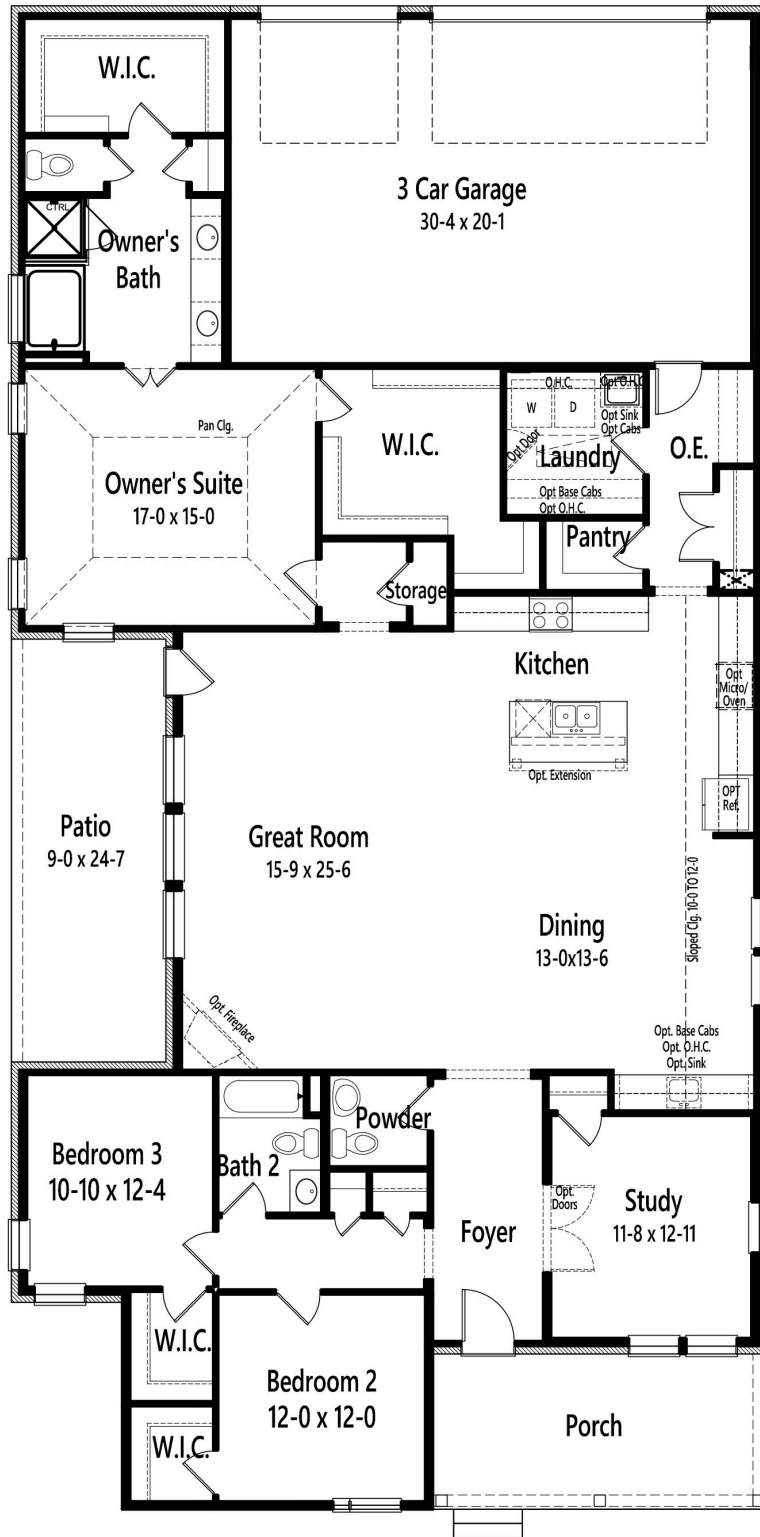 W.I.C.
3 Car Garage
30-4 x 20-1
CTRL
Owner's
Bath
Pan Clg.
Owner's Suite
17-0 x 15-0
W.I.C.
O.H.C.
Opt O.H.C.
W
D
Opt Sink
Opt Cabs
Opt Door
Laundry
Opt Base Cabs
Opt O.H.C.
O.E.
Pantry
Storage
Kitchen
Opt
Micro/
Oven
Opt. Extension
OPT
Ref.
Patio
9-0 x 24-7
Great Room
15-9 x 25-6
Dining
13-0x13-6
Sloped Clg. 10-0 TO 12-0
Opt. Fireplace
Opt. Base Cabs
Opt. O.H.C.
Opt. Sink
Bedroom 3
10-10 x 12-4
Bath 2
Powder
Foyer
Opt.
Doors
Study
11-8 x 12-11
W.I.C.
Bedroom 2
12-0 x 12-0
W.I.C.
Porch